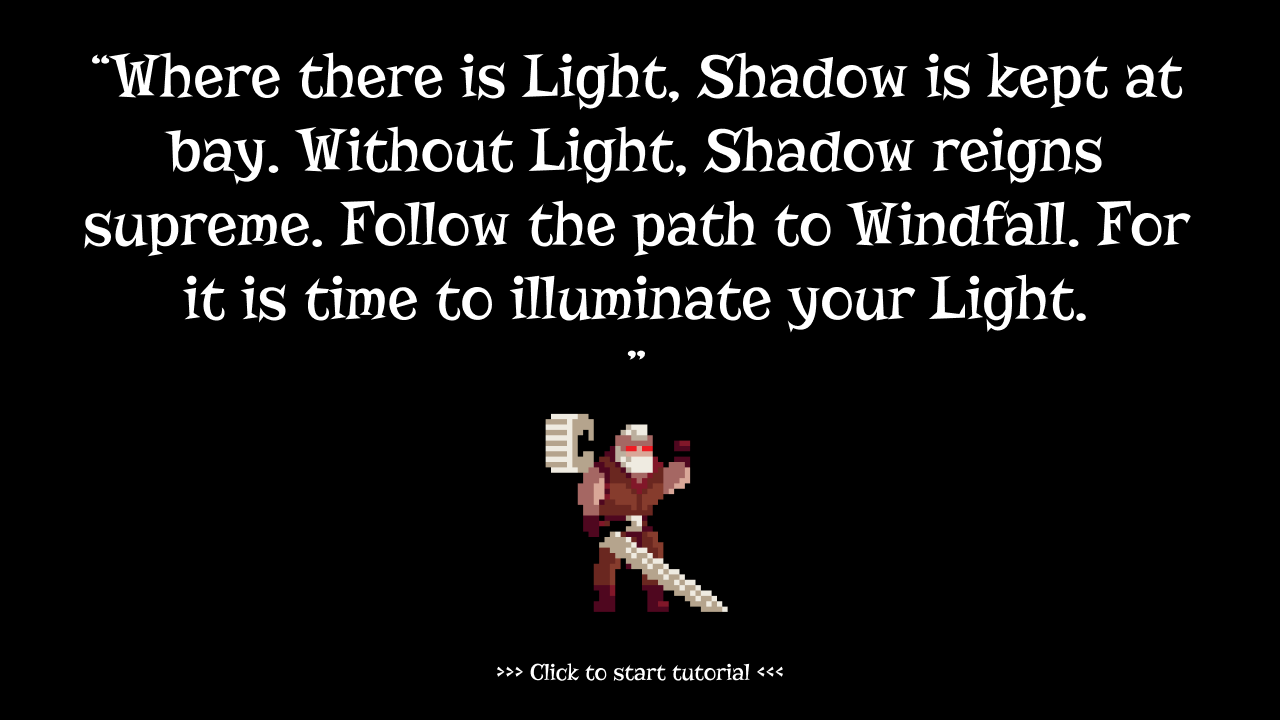 “Where there is Light, Shadow is kept at
bay. Without Light, Shadow reigns
supreme. Follow the path to Windfall. For
it is time to illuminate your Light.
”
>>> Click to start tutorial <<<